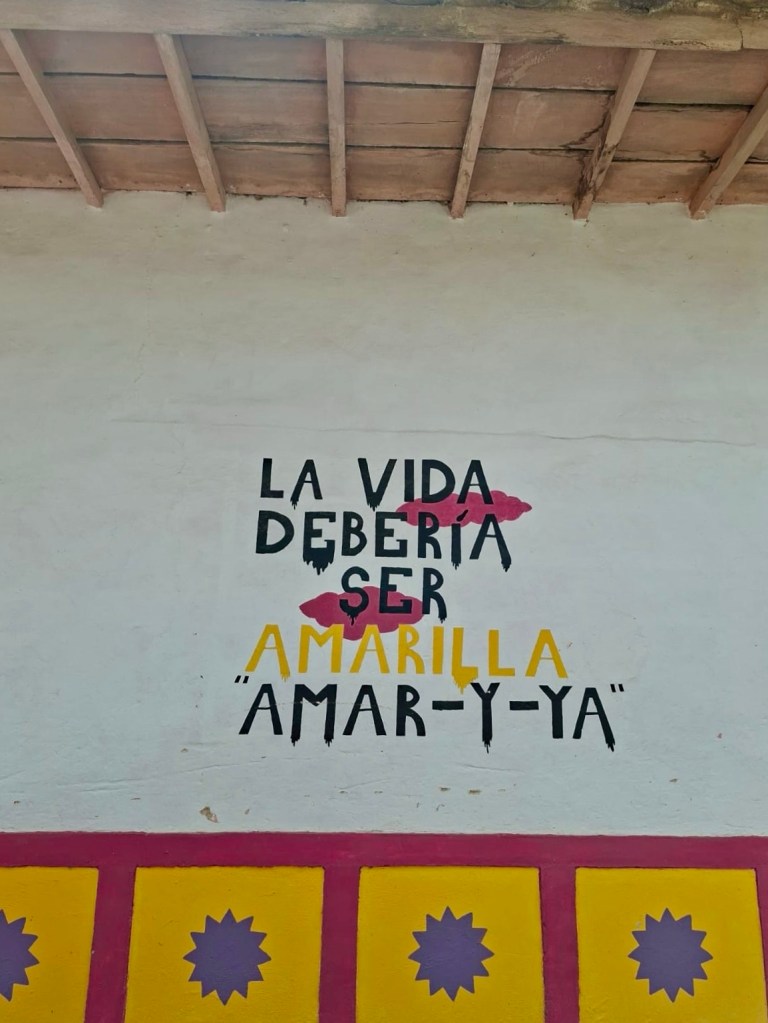 LA VIDA
DEBERÍA
SER
AMARILLA
"AMAR-Y-YA"